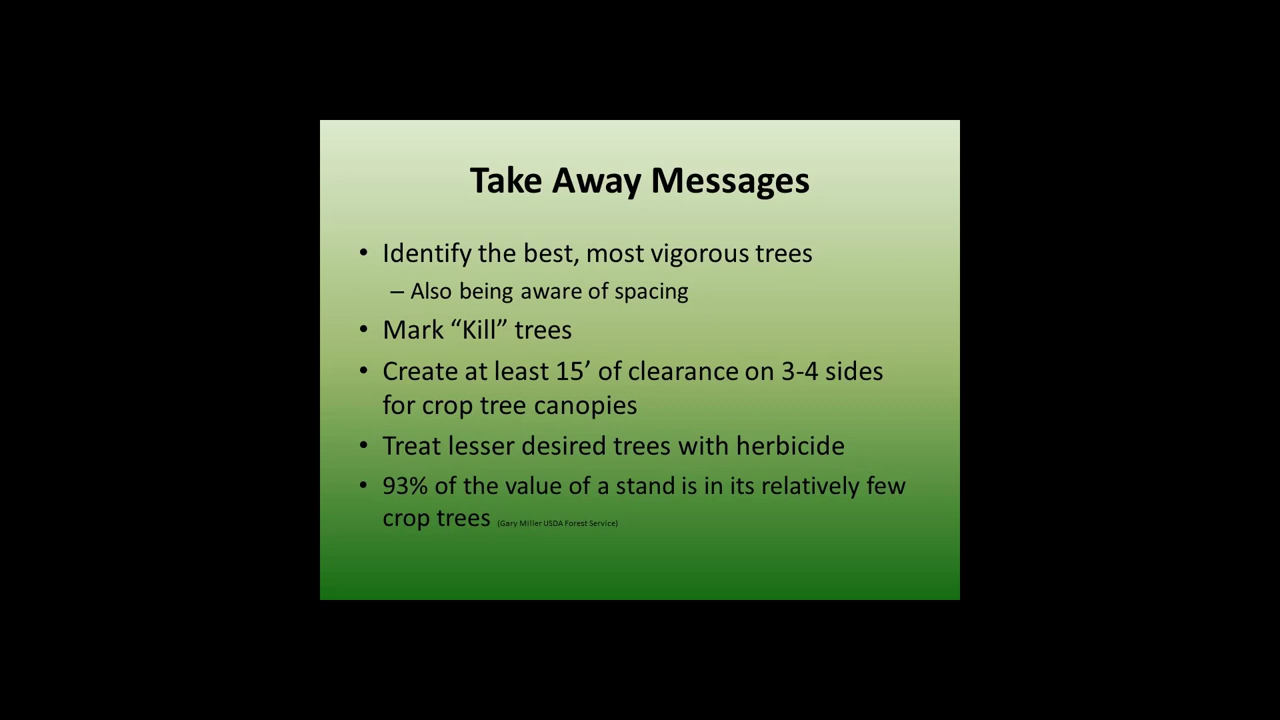 Take Away Messages
• Identify the best, most vigorous trees
– Also being aware of spacing
• Mark “Kill” trees
• Create at least 15’ of clearance on 3-4 sides
for crop tree canopies
• Treat lesser desired trees with herbicide
• 93% of the value of a stand is in its relatively few
crop trees (Gary Miller USDA Forest Service)